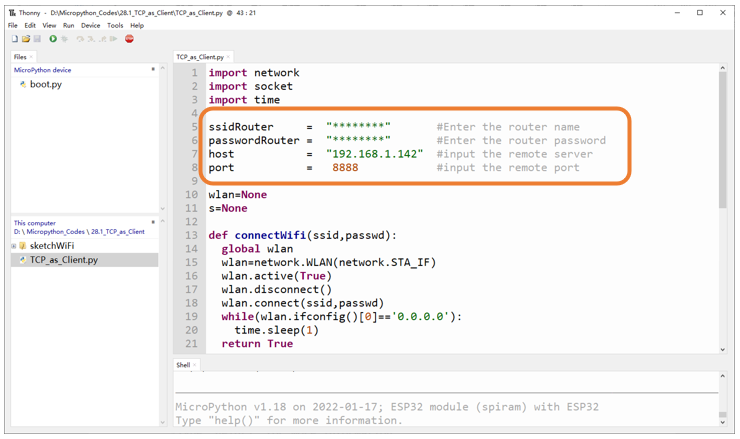 Thonny - D:\Micropython_Codes\28.1_TCP_as_Client\TCP_as_Client.py @ 43 : 21
File Edit View Run Device Tools Help
Files
MicroPython device
boot.py
This computer
D: \ Micropython_Codes \ 28.1_TCP_as_Client
sketchWiFi
TCP_as_Client.py
TCP_as_Client.py
1 import network
2 import socket
3 import time
4
5 ssidRouter = "********" #Enter the router name
6 passwordRouter = "********" #Enter the router password
7 host = "192.168.1.142" #input the remote server
8 port = 8888 #input the remote port
9
10 wlan=None
11 s=None
12
13 def connectWifi(ssid,passwd):
14 global wlan
15 wlan=network.WLAN(network.STA_IF)
16 wlan.active(True)
17 wlan.disconnect()
18 wlan.connect(ssid,passwd)
19 while(wlan.ifconfig()[0]=='0.0.0.0'):
20 time.sleep(1)
21 return True
Shell
MicroPython v1.18 on 2022-01-17; ESP32 module (spiram) with ESP32
Type "help()" for more information.